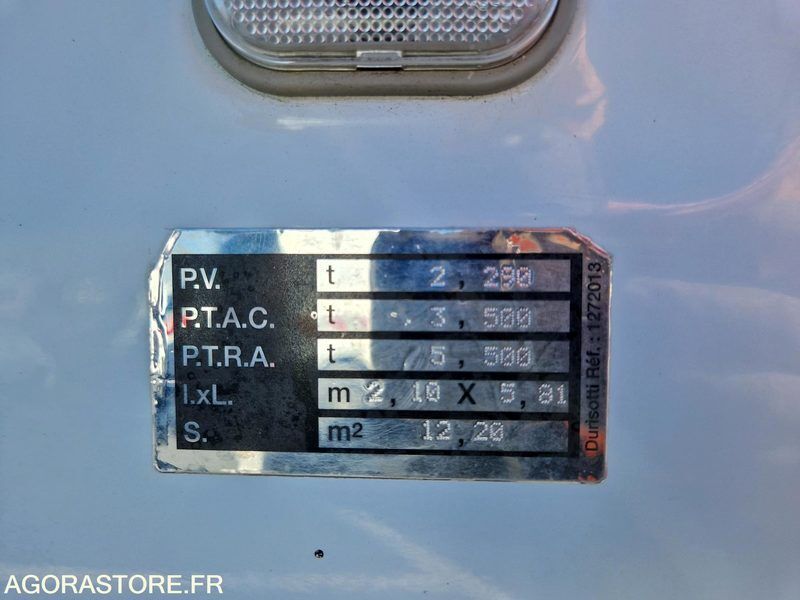 P.V. t 2,290
P.T.A.C. t 3,500
P.T.R.A. t 5,500
l.xL. m 2,10 X 5,81
S. m2 12,20
Durisotti Réf.: 1272013
AGORASTORE.FR